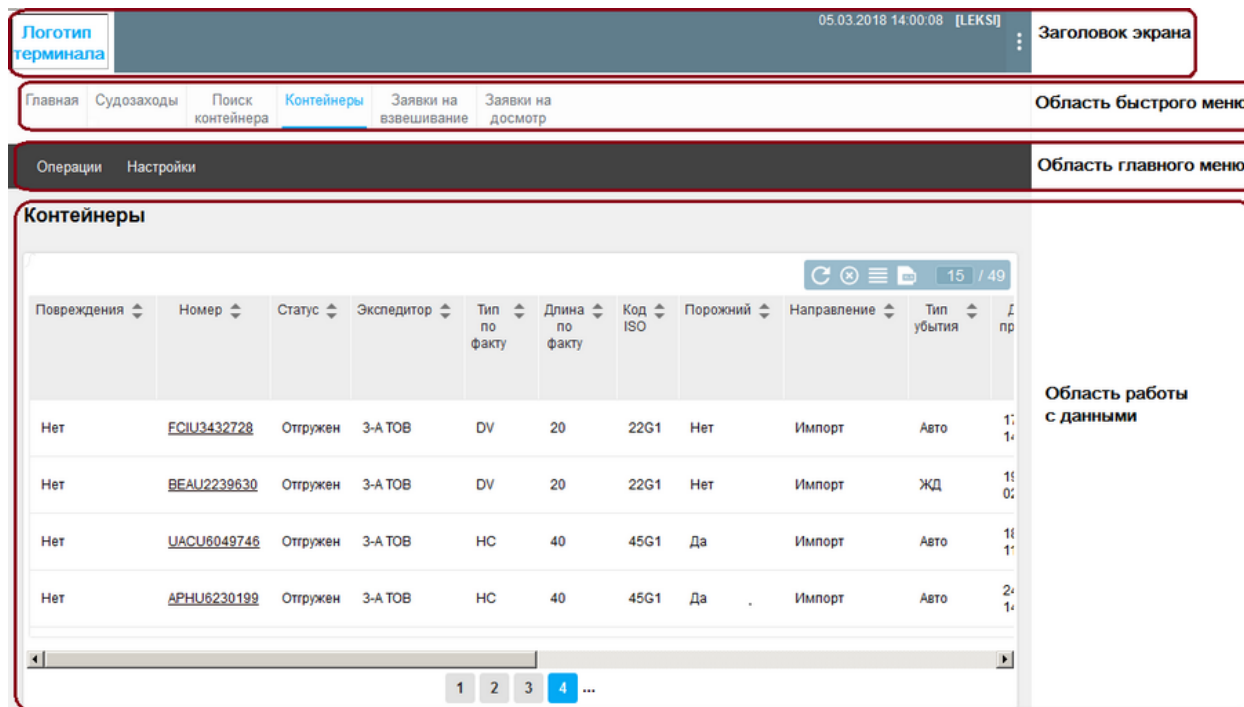 Логотип
терминала
05.03.2018 14:00:08 [LEKSI]
Заголовок экрана
Главная
Судозаходы
Поиск
контейнера
Контейнеры
Заявки на
взвешивание
Заявки на
досмотр
Область быстрого меню
Операции
Настройки
Область главного меню
Контейнеры
15 / 49
Повреждения
Номер
Статус
Экспедитор
Тип
по
факту
Длина
по
факту
Код
ISO
Порожний
Направление
Тип
убытия
Область работы
с данными
Нет FCIU3432728 Отгружен 3-А ТОВ DV 20 22G1 Нет Импорт Авто
Нет BEAU2239630 Отгружен 3-А ТОВ DV 20 22G1 Нет Импорт ЖД
Нет UACU6049746 Отгружен 3-А ТОВ HC 40 45G1 Да Импорт Авто
Нет APHU6230199 Отгружен 3-А ТОВ HC 40 45G1 Да Импорт Авто
1 2 3 4 ...